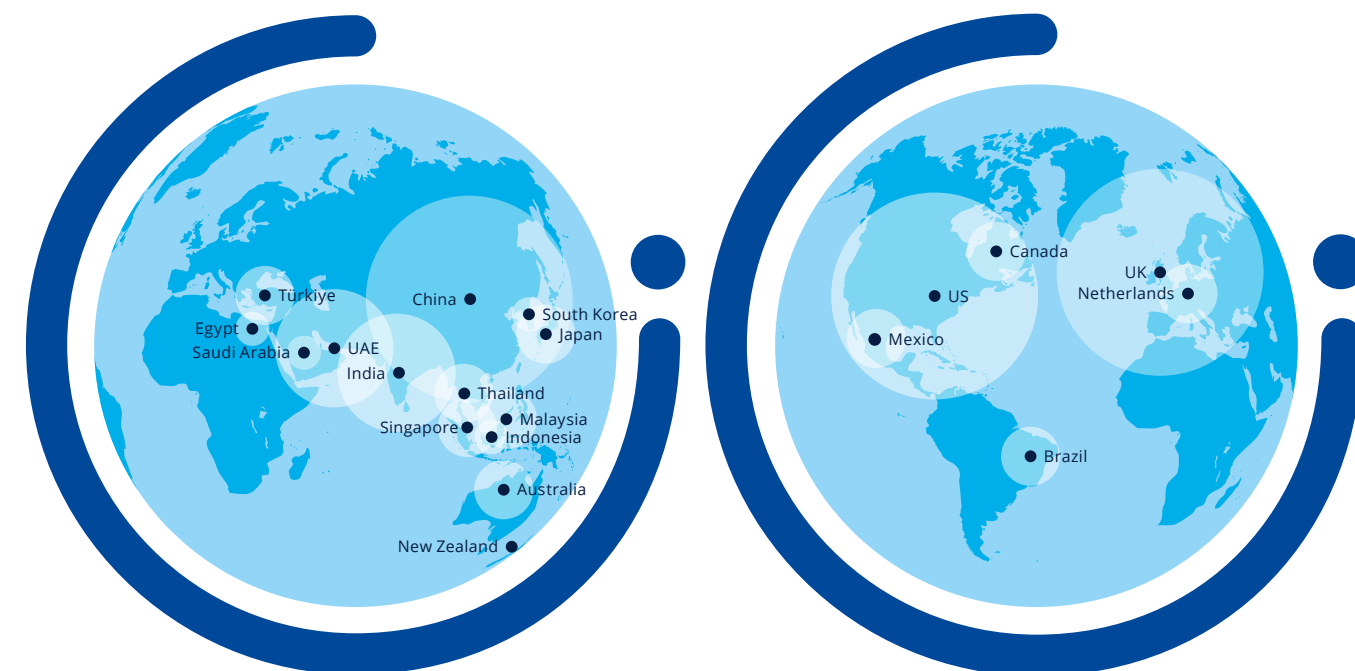 Türkiye
China
South Korea
Egypt
Japan
Saudi Arabia
UAE
India
Thailand
Malaysia
Singapore
Indonesia
Australia
New Zealand
Canada
UK
US
Netherlands
Mexico
Brazil